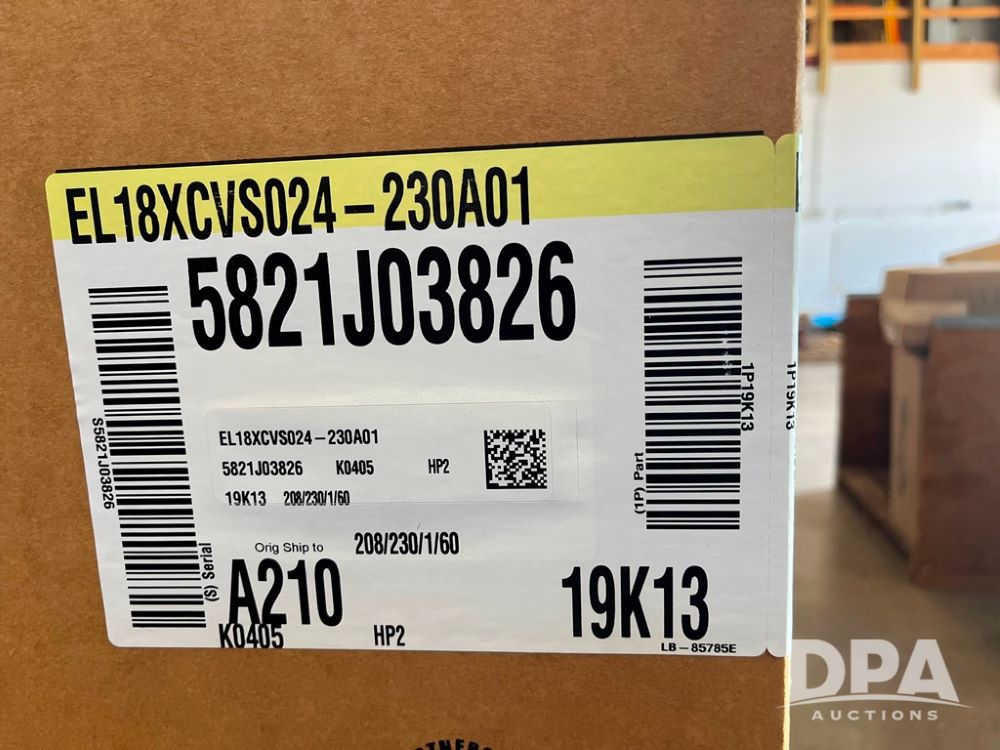 EL18XCVS024-230A01
5821J03826
S5821J03826
(S) Serial
EL18XCVS024-230A01
5821J03826 K0405 HP2
19K13 208/230/1/60
1P19K13
(1P) Part
1P19K13
Orig Ship to 208/230/1/60
A210
19K13
K0405 HP2
LB-85785E
DPA
AUCTIONS